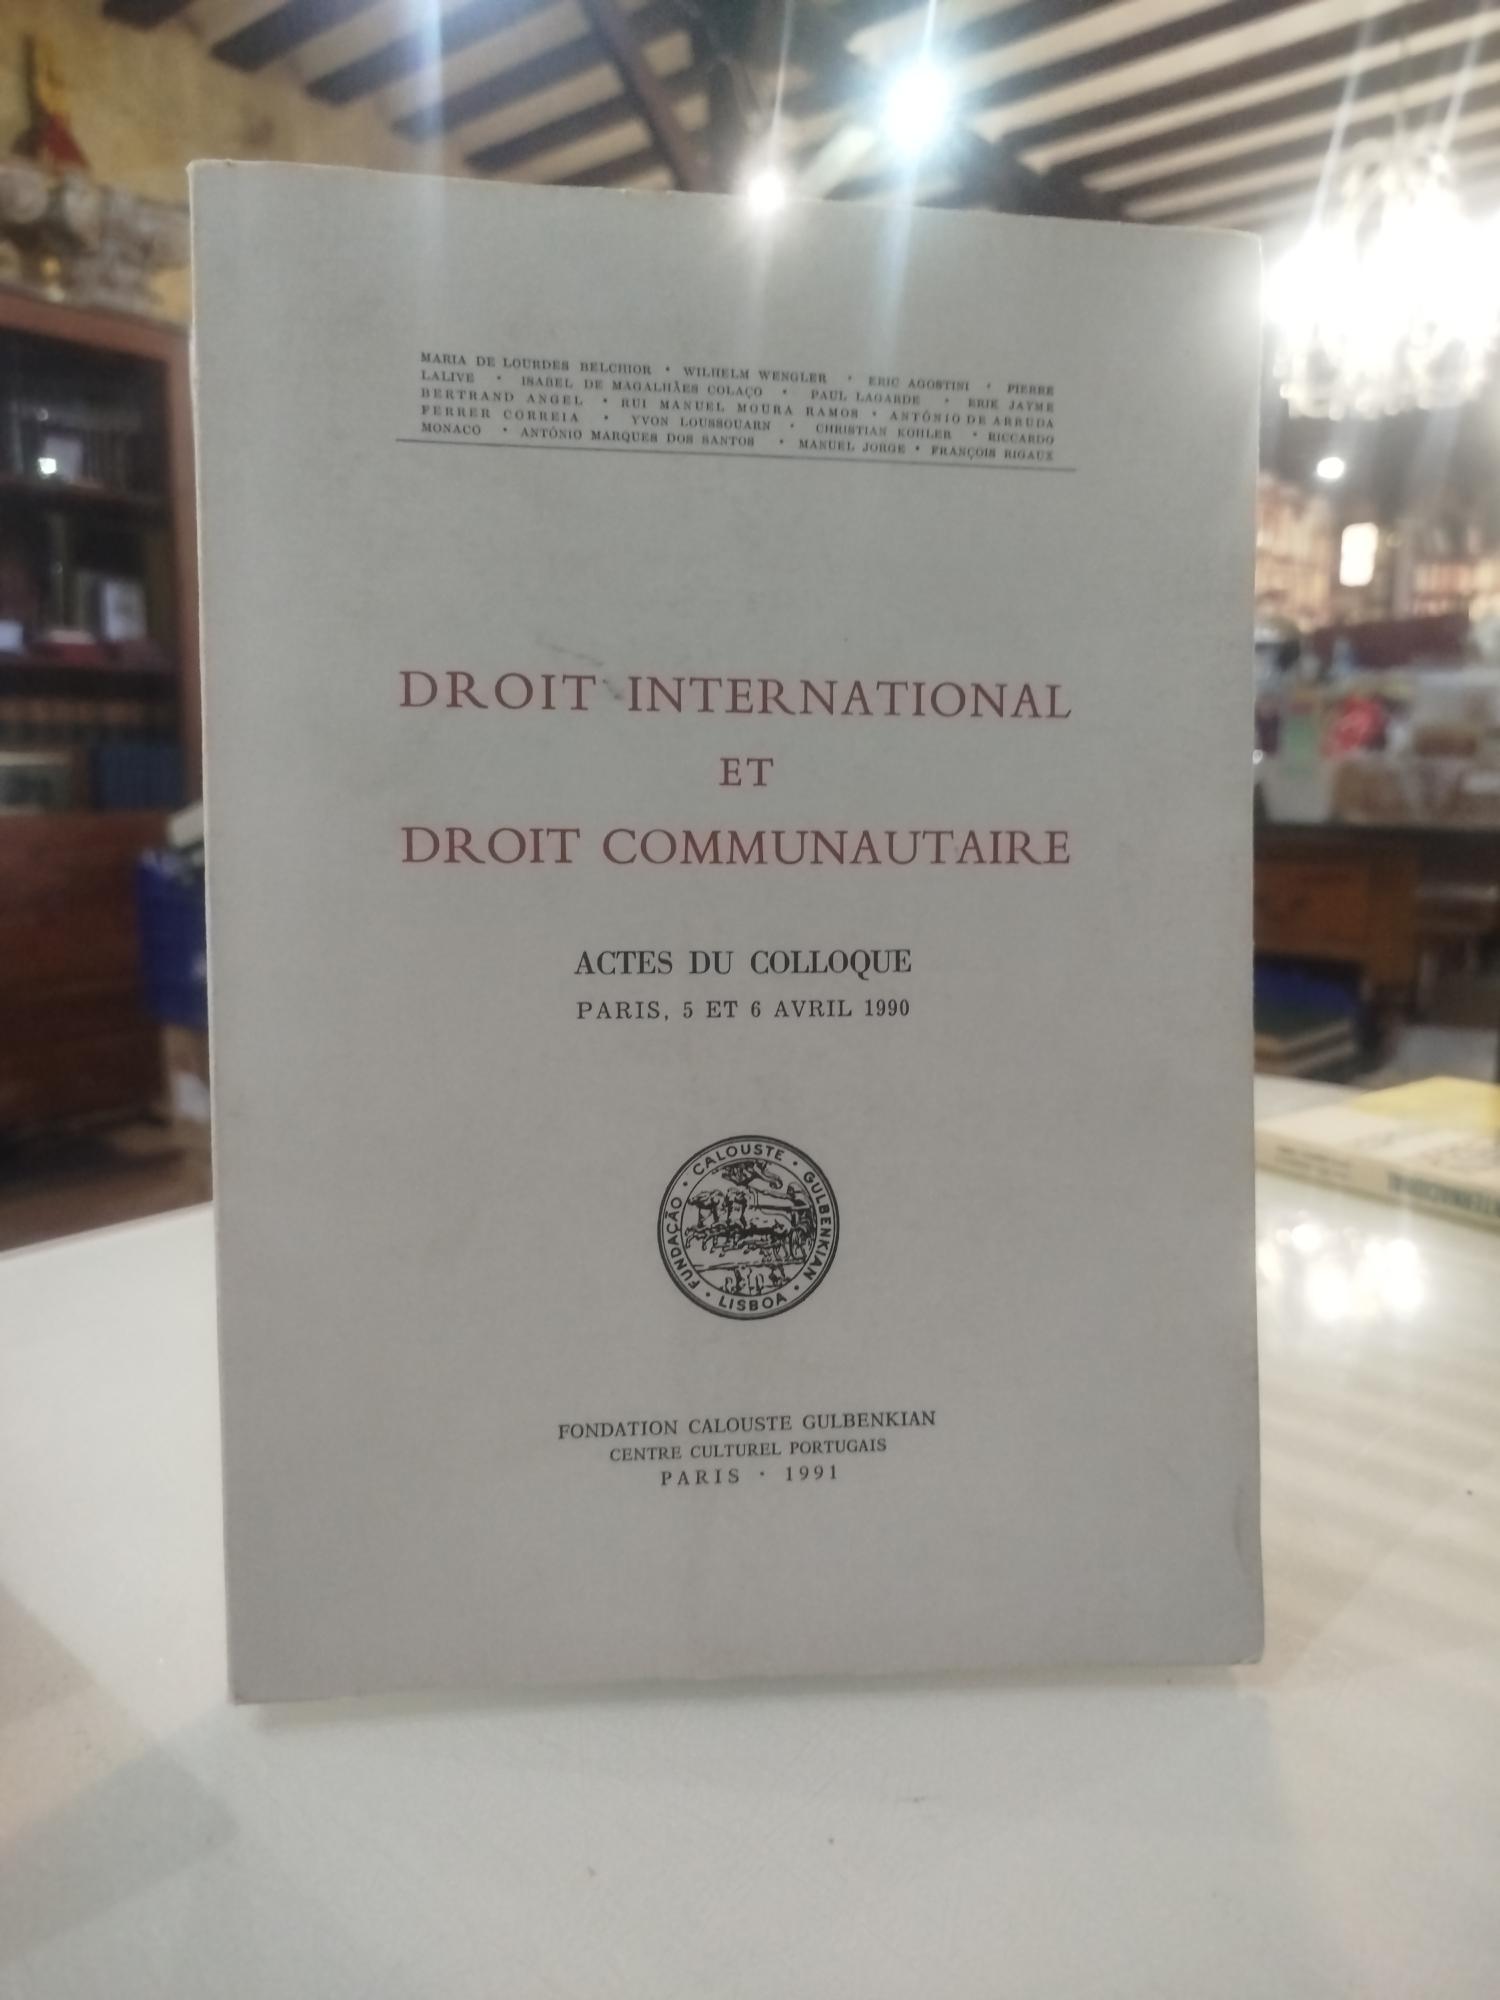 MARIA DE LOURDES BELCHIOR • WILHELM WENGLER • ERIC AGOSTINI • PIERRE
LALIVE • ISABEL DE MAGALHÃES COLAÇO • PAUL LAGARDE • ERIK JAYME
BERTRAND ANGEL • RUI MANUEL MOURA RAMOS • ANTÓNIO DE ARRUDA
FERRER CORREIA • YVON LOUSSOUARN • CHRISTIAN KOHLER • RICCARDO
MONACO • ANTÓNIO MARQUES DOS SANTOS • MANUEL JORGE • FRANÇOIS RIGAUX
DROIT INTERNATIONAL
ET
DROIT COMMUNAUTAIRE
ACTES DU COLLOQUE
PARIS, 5 ET 6 AVRIL 1990
FUNDAÇÃO • CALOUSTE • GULBENKIAN • LISBOA •
FONDATION CALOUSTE GULBENKIAN
CENTRE CULTUREL PORTUGAIS
PARIS • 1991